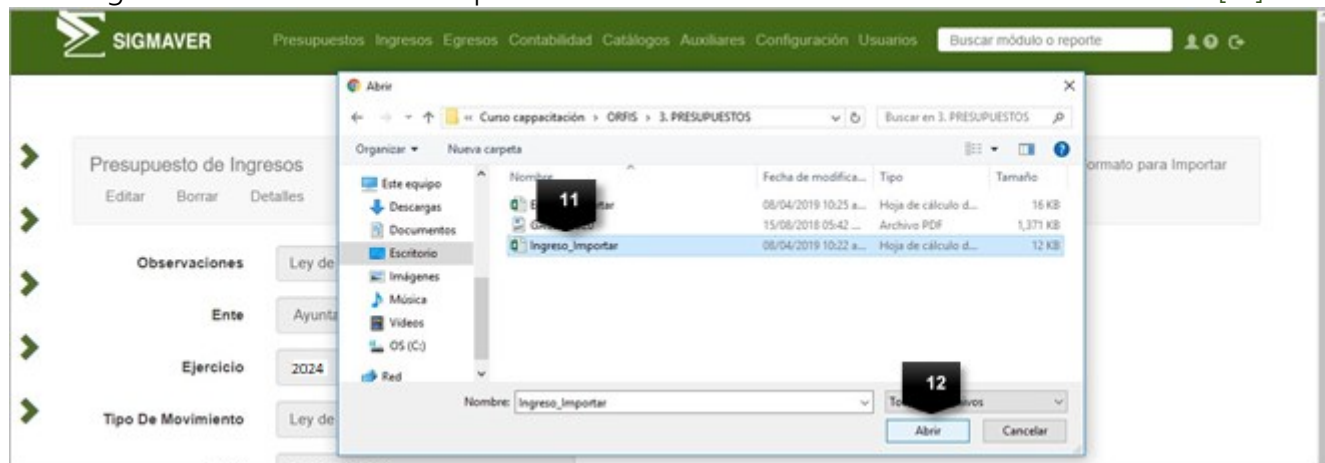 SIGMAVER Presupuestos Ingresos Egresos Contabilidad Catálogos Auxiliares Configuración Usuarios Buscar módulo o reporte
Abrir
« Curso cappacitación > ORFIS > 3. PRESUPUESTOS Buscar en 3. PRESUPUESTOS
Organizar Nueva carpeta
Presupuesto de Ingresos
Editar Borrar Detalles
ormato para Importar
Este equipo
Descargas
Documentos
Escritorio
Imágenes
Música
Videos
OS (C:)
Red
Nombre Fecha de modifica... Tipo Tamaño
11
08/04/2019 10:25 a... Hoja de cálculo d... 16 KB
15/08/2018 05:42 ... Archivo PDF 1,371 KB
Ingreso_Importar 08/04/2019 10:22 a... Hoja de cálculo d... 12 KB
Observaciones Ley de
Ente Ayunta
Ejercicio 2024
Tipo De Movimiento Ley de
12
Nombre: Ingreso_Importar
Abrir Cancelar